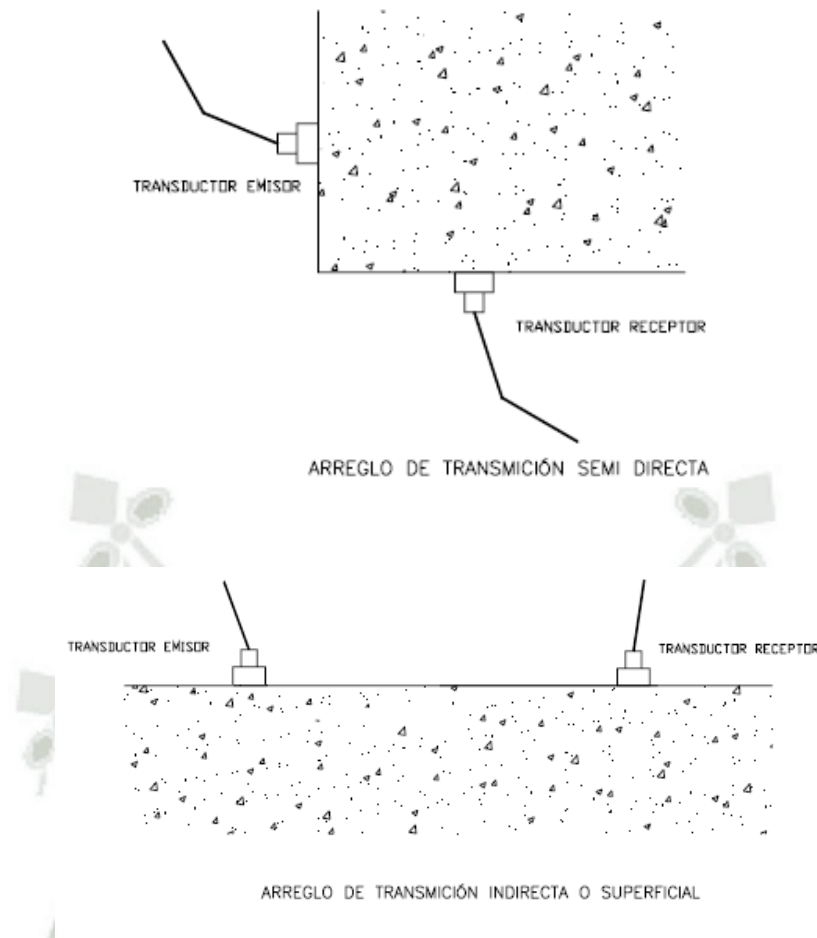 TRANSDUCTOR EMISOR
TRANSDUCTOR RECEPTOR
ARREGLO DE TRANSMICIÓN SEMI DIRECTA
TRANSDUCTOR EMISOR
TRANSDUCTOR RECEPTOR
ARREGLO DE TRANSMICIÓN INDIRECTA O SUPERFICIAL